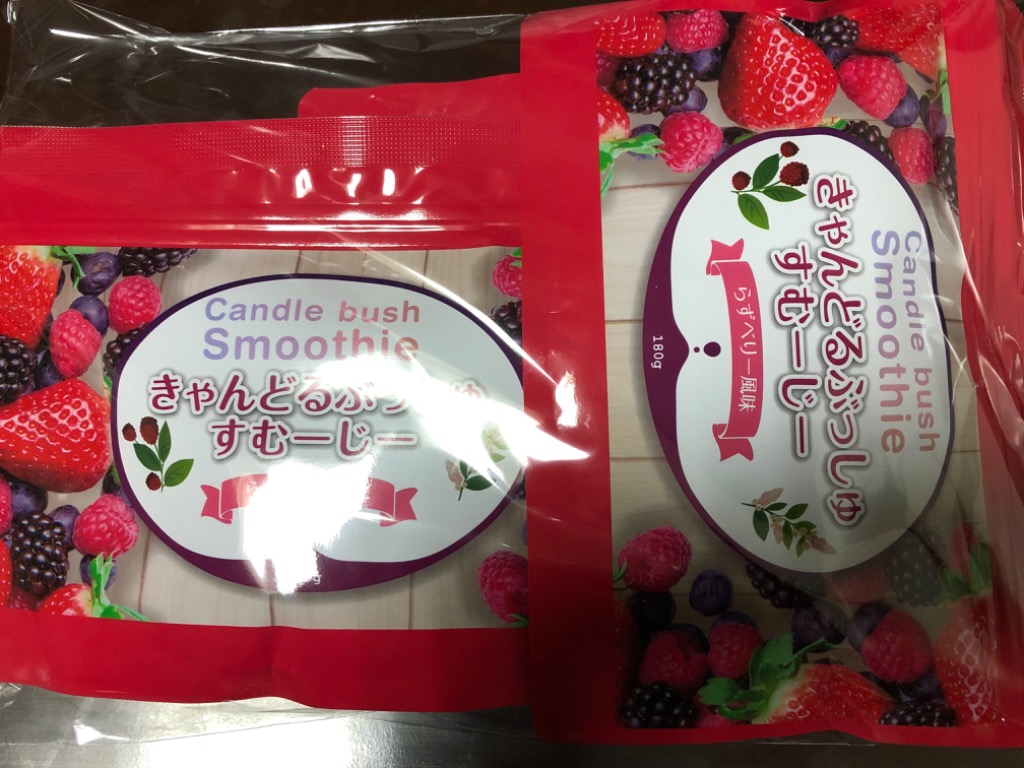 Candle bush
Smoothie
きゃんどるぶっしゅ
すむーじー
Candle bush
Smoothie
きゃんどるぶっしゅ
すむーじー
らずべリー風味
180g